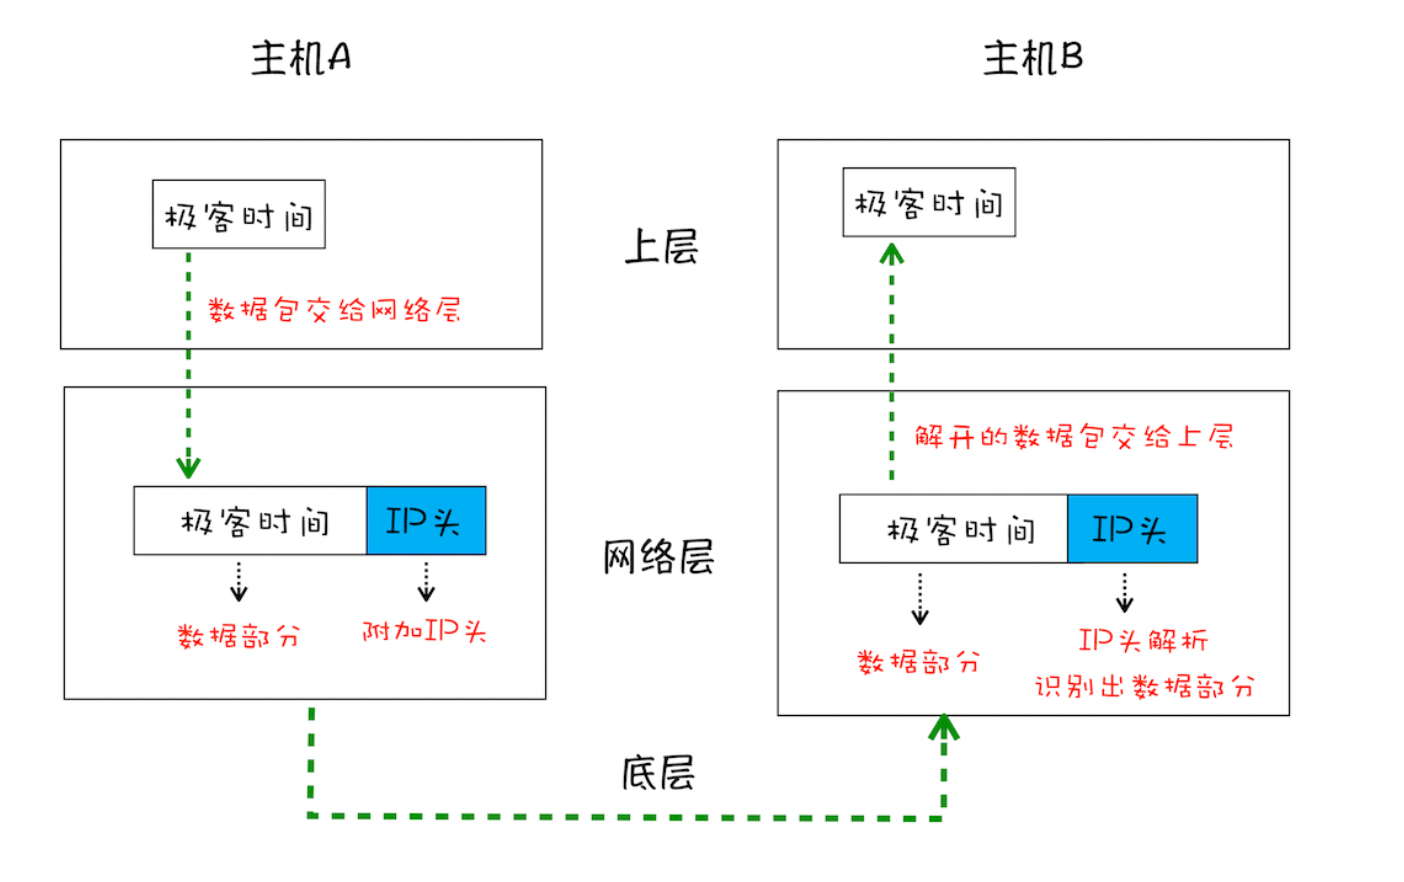 主机A
主机B
极客时间
数据包交给网络层
上层
极客时间
解开的数据包交给上层
极客时间
IP头
数据部分
附加IP头
网络层
极客时间
IP头
数据部分
IP头解析
识别出数据部分
底层